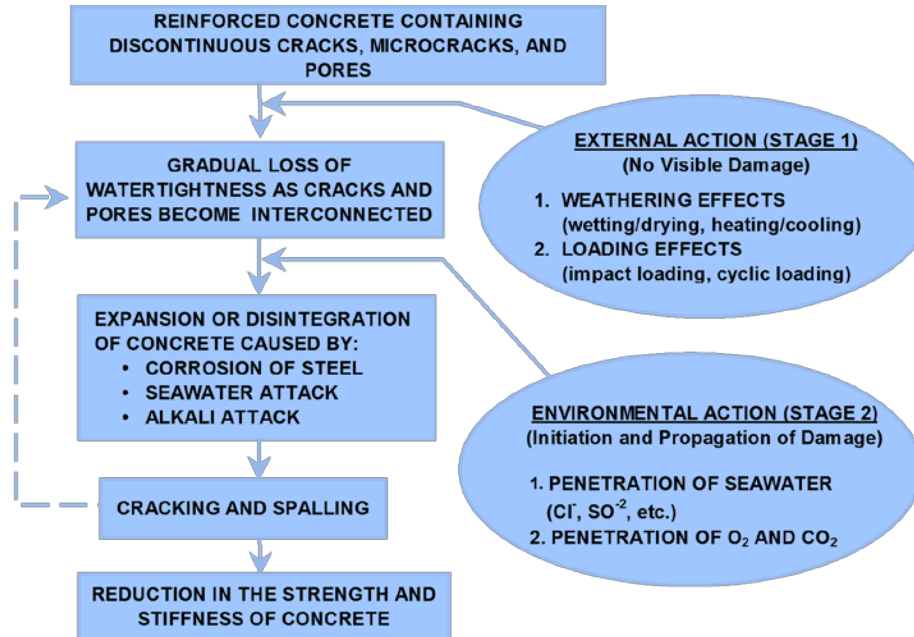 REINFORCED CONCRETE CONTAINING
DISCONTINUOUS CRACKS, MICROCRACKS, AND
PORES
EXTERNAL ACTION (STAGE 1)
(No Visible Damage)
1. WEATHERING EFFECTS
(wetting/drying, heating/cooling)
2. LOADING EFFECTS
(impact loading, cyclic loading)
GRADUAL LOSS OF
WATERTIGHTNESS AS CRACKS AND
PORES BECOME INTERCONNECTED
EXPANSION OR DISINTEGRATION
OF CONCRETE CAUSED BY:
• CORROSION OF STEEL
• SEAWATER ATTACK
• ALKALI ATTACK
ENVIRONMENTAL ACTION (STAGE 2)
(Initiation and Propagation of Damage)
1. PENETRATION OF SEAWATER
(Cl⁻, SO⁻², etc.)
2. PENETRATION OF O₂ AND CO₂
CRACKING AND SPALLING
REDUCTION IN THE STRENGTH AND
STIFFNESS OF CONCRETE